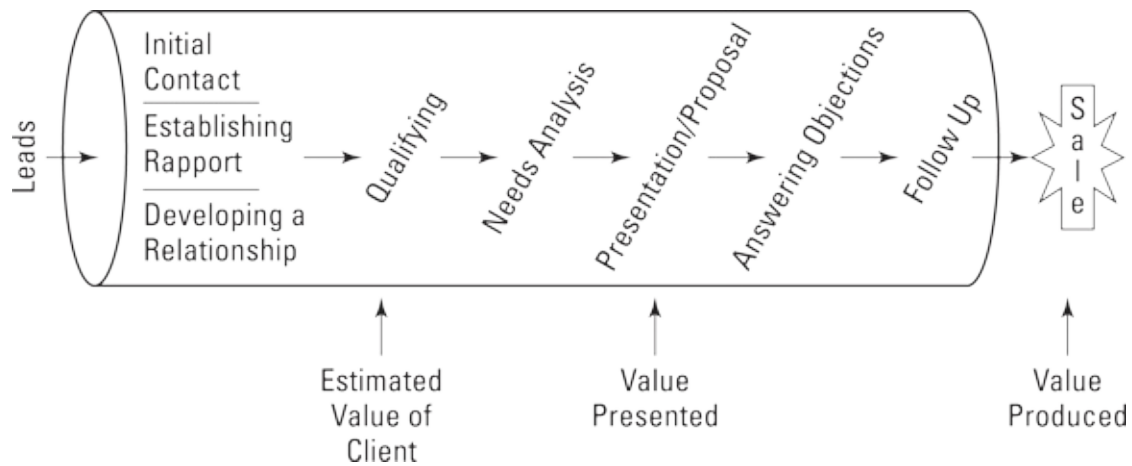 Leads
Initial
Contact
Establishing
Rapport
Developing a
Relationship
Qualifying
Needs Analysis
Presentation/Proposal
Answering Objections
Follow Up
Sale
Estimated
Value of
Client
Value
Presented
Value
Produced